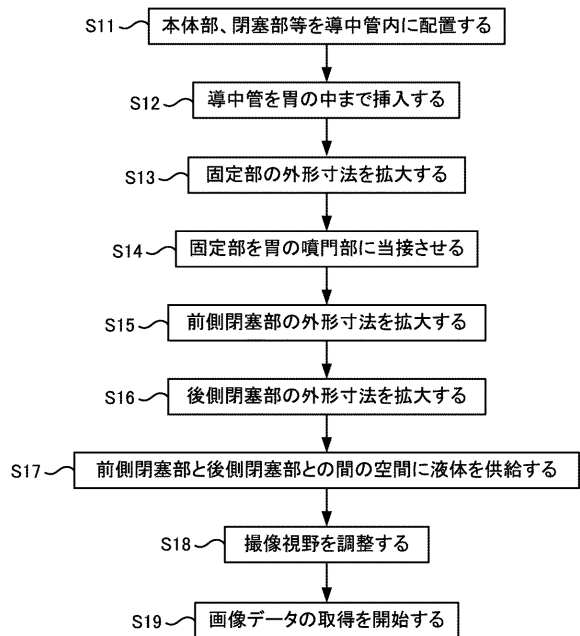 S11 本体部、閉塞部等を導中管内に配置する
S12 導中管を胃の中まで挿入する
S13 固定部の外形寸法を拡大する
S14 固定部を胃の噴門部に当接させる
S15 前側閉塞部の外形寸法を拡大する
S16 後側閉塞部の外形寸法を拡大する
S17 前側閉塞部と後側閉塞部との間の空間に液体を供給する
S18 撮像視野を調整する
S19 画像データの取得を開始する